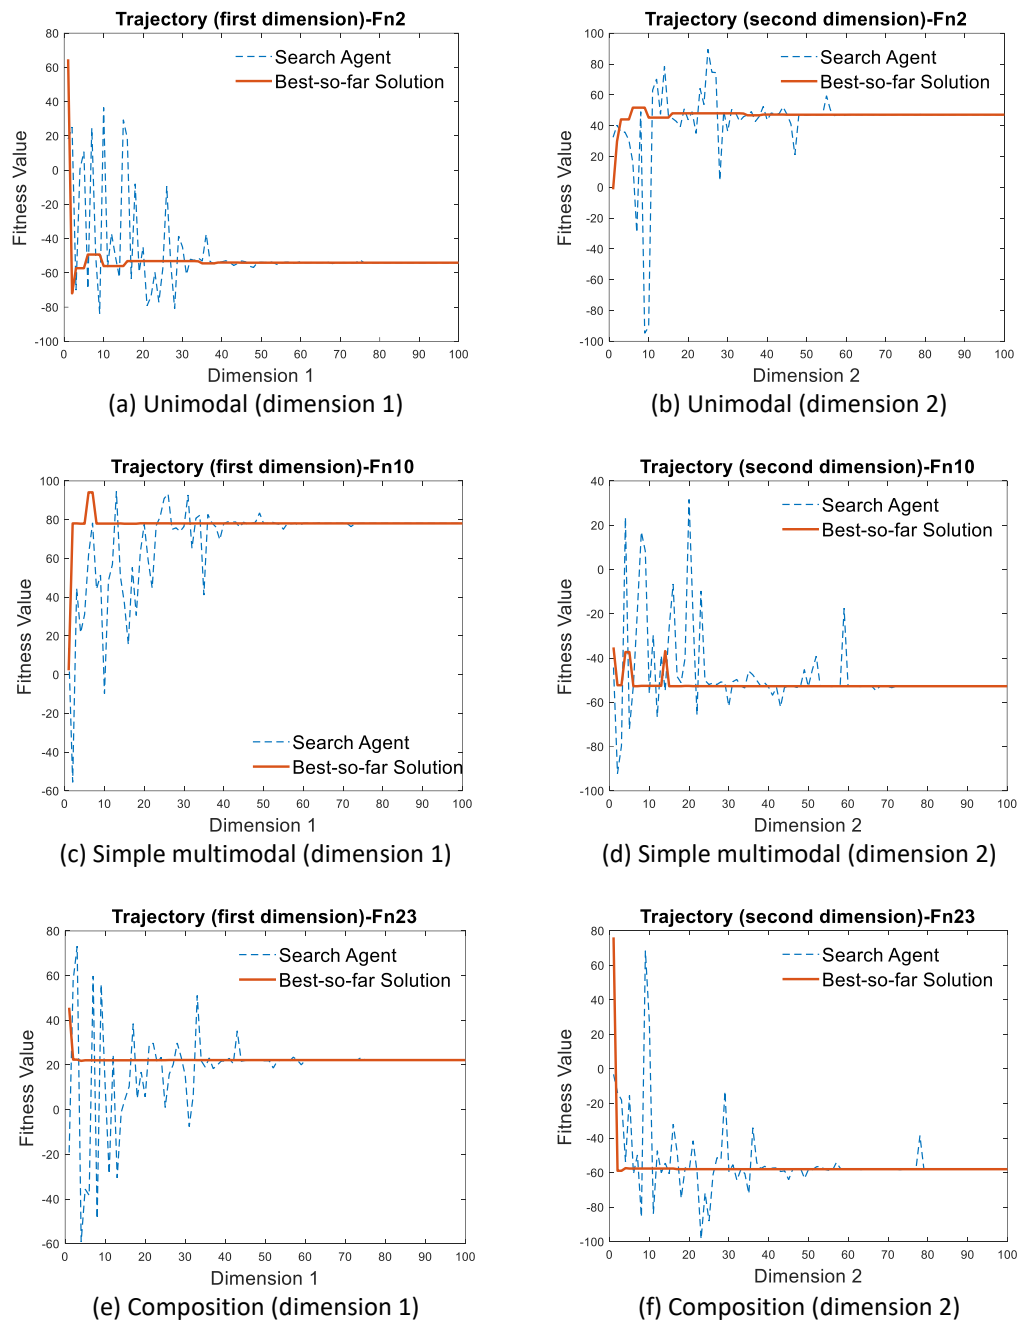 Trajectory (first dimension)-Fn2
80
60
40
20
0
-20
-40
-60
-80
-100
Fitness Value
Search Agent
Best-so-far Solution
0 10 20 30 40 50 60 70 80 90 100
Dimension 1
(a) Unimodal (dimension 1)
Trajectory (second dimension)-Fn2
100
80
60
40
20
0
-20
-40
-60
-80
-100
Fitness Value
Search Agent
Best-so-far Solution
0 10 20 30 40 50 60 70 80 90 100
Dimension 2
(b) Unimodal (dimension 2)
Trajectory (first dimension)-Fn10
100
80
60
40
20
0
-20
-40
-60
Fitness Value
Search Agent
Best-so-far Solution
0 10 20 30 40 50 60 70 80 90 100
Dimension 1
(c) Simple multimodal (dimension 1)
Trajectory (second dimension)-Fn10
40
20
0
-20
-40
-60
-80
-100
Fitness Value
Search Agent
Best-so-far Solution
0 10 20 30 40 50 60 70 80 90 100
Dimension 2
(d) Simple multimodal (dimension 2)
Trajectory (first dimension)-Fn23
80
60
40
20
0
-20
-40
-60
Fitness Value
Search Agent
Best-so-far Solution
0 10 20 30 40 50 60 70 80 90 100
Dimension 1
(e) Composition (dimension 1)
Trajectory (second dimension)-Fn23
80
60
40
20
0
-20
-40
-60
-80
-100
Fitness Value
Search Agent
Best-so-far Solution
0 10 20 30 40 50 60 70 80 90 100
Dimension 2
(f) Composition (dimension 2)